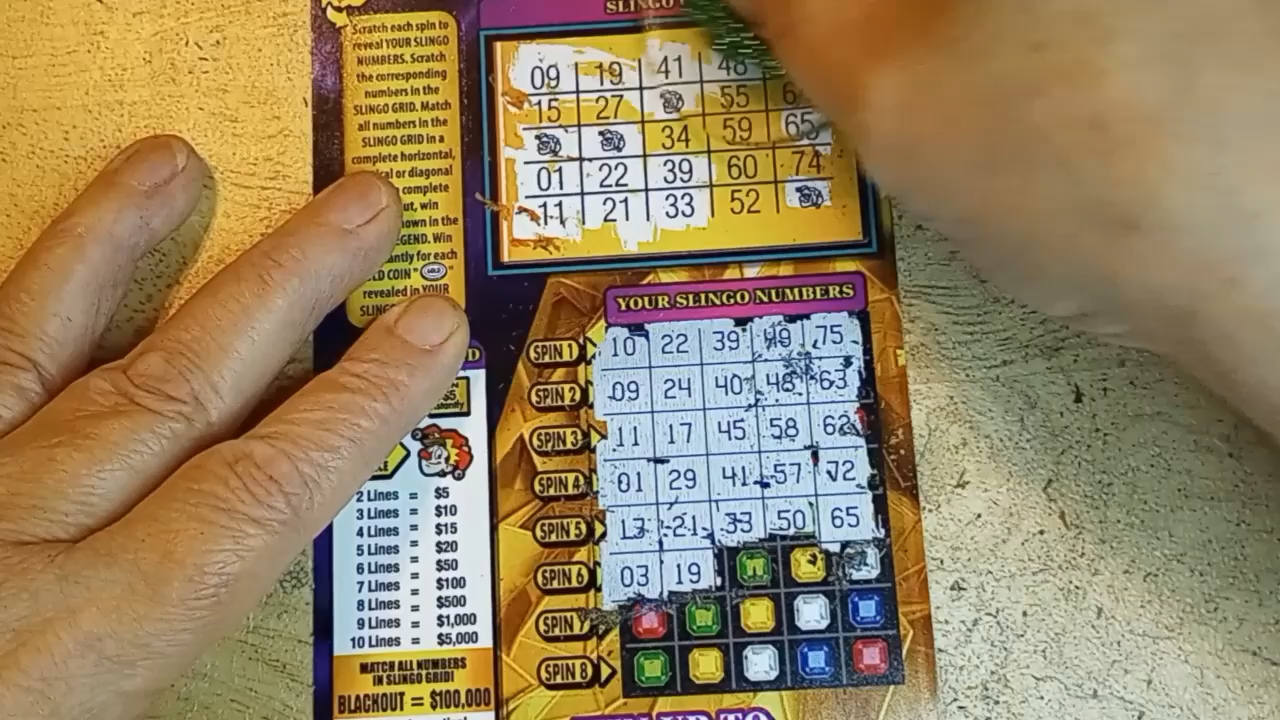 SLINGO
Scratch each spin to
reveal YOUR SLINGO
NUMBERS. Scratch
the corresponding
numbers in the
SLINGO GRID. Match
all numbers in the
SLINGO GRID in a
complete horizontal,
or diagonal
complete
win
in the
LEGEND. Win
for each
COIN "GOLD"
revealed in YOUR
09 19 41 48
15 27 55
34 59 65
01 22 39 60 74
11 21 33 52
YOUR SLINGO NUMBERS
SPIN 1 10 22 39 49 75
SPIN 2 09 24 40 48 63
SPIN 3 11 17 45 58
SPIN 4 01 29 41 57 72
SPIN 5 13 21 33 50 65
SPIN 6 03 19
SPIN 7
SPIN 8
$5
2 Lines = $5
3 Lines = $10
4 Lines = $15
5 Lines = $20
6 Lines = $50
7 Lines = $100
8 Lines = $500
9 Lines = $1,000
10 Lines = $5,000
MATCH ALL NUMBERS
IN SLINGO GRID!
BLACKOUT = $100,000
WIN UP TO